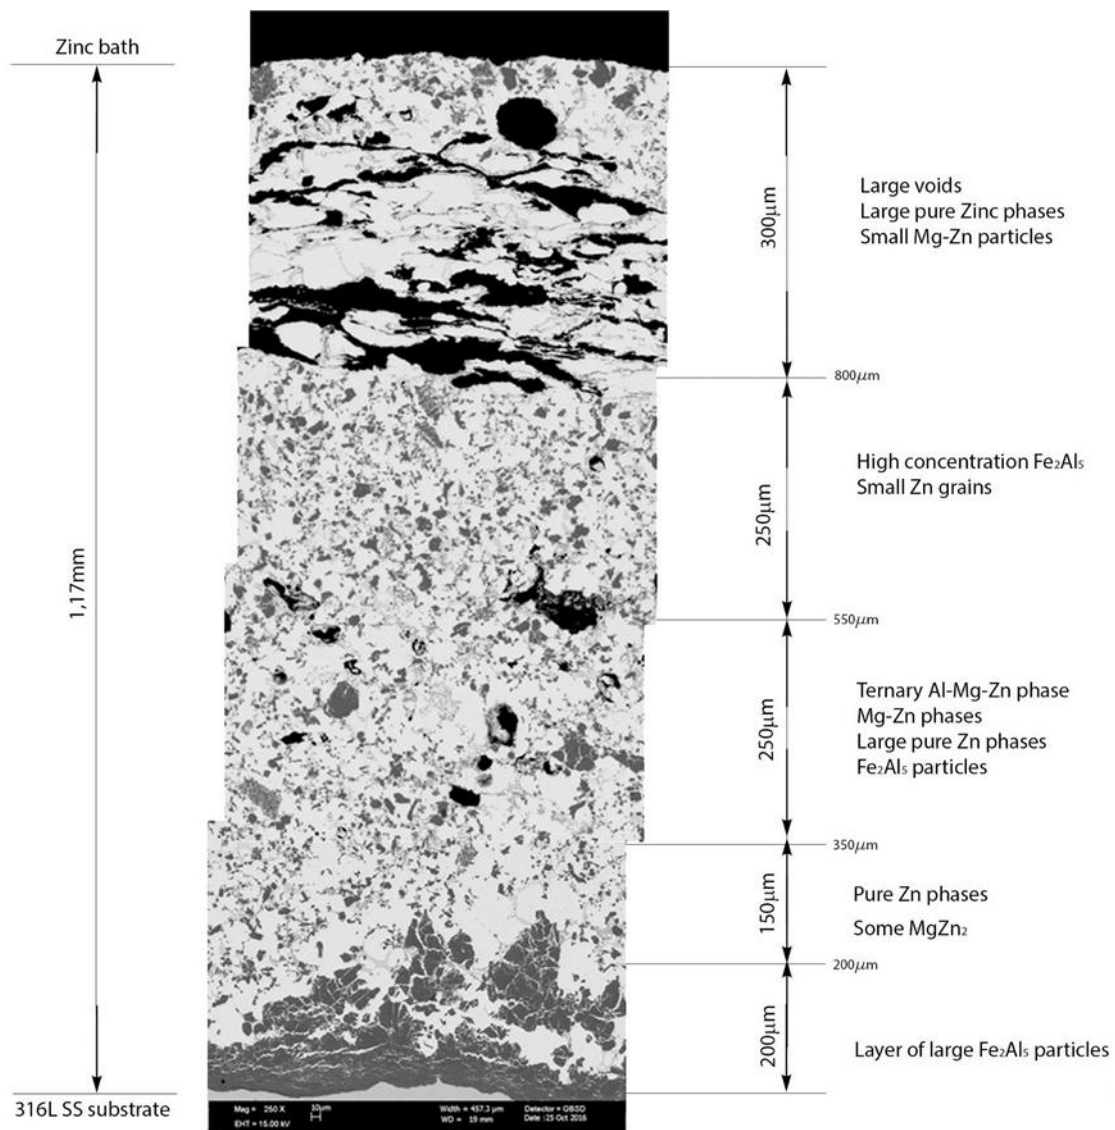 Zinc bath
1,17mm
316L SS substrate
300μm
Large voids
Large pure Zinc phases
Small Mg-Zn particles
800μm
250μm
High concentration Fe₂Al₅
Small Zn grains
550μm
250μm
Ternary Al-Mg-Zn phase
Mg-Zn phases
Large pure Zn phases
Fe₂Al₅ particles
350μm
150μm
Pure Zn phases
Some MgZn₂
200μm
200μm
Layer of large Fe₂Al₅ particles
Mag = 250 X 10μm Width = 457.3 μm Detector = QBSD
EHT = 15.00 kV WD = 19 mm Date :25 Oct 2016